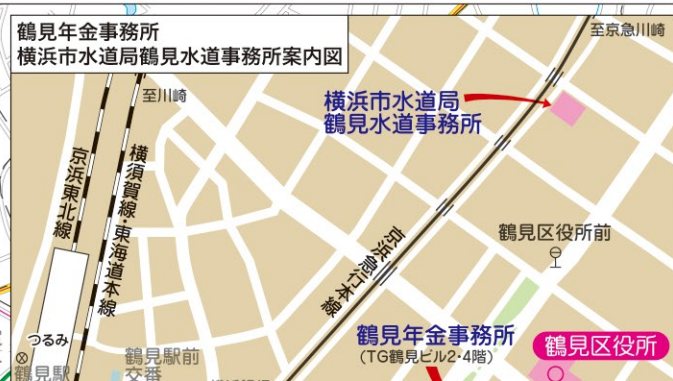 鶴見年金事務所
横浜市水道局鶴見水道事務所案内図
至京急川崎
至川崎
横浜市水道局
鶴見水道事務所
京浜東北線
横須賀線・東海道本線
京浜急行本線
鶴見区役所前
つるみ
鶴見駅
鶴見駅前
交番
鶴見年金事務所
(TG鶴見ビル2・4階)
鶴見区役所